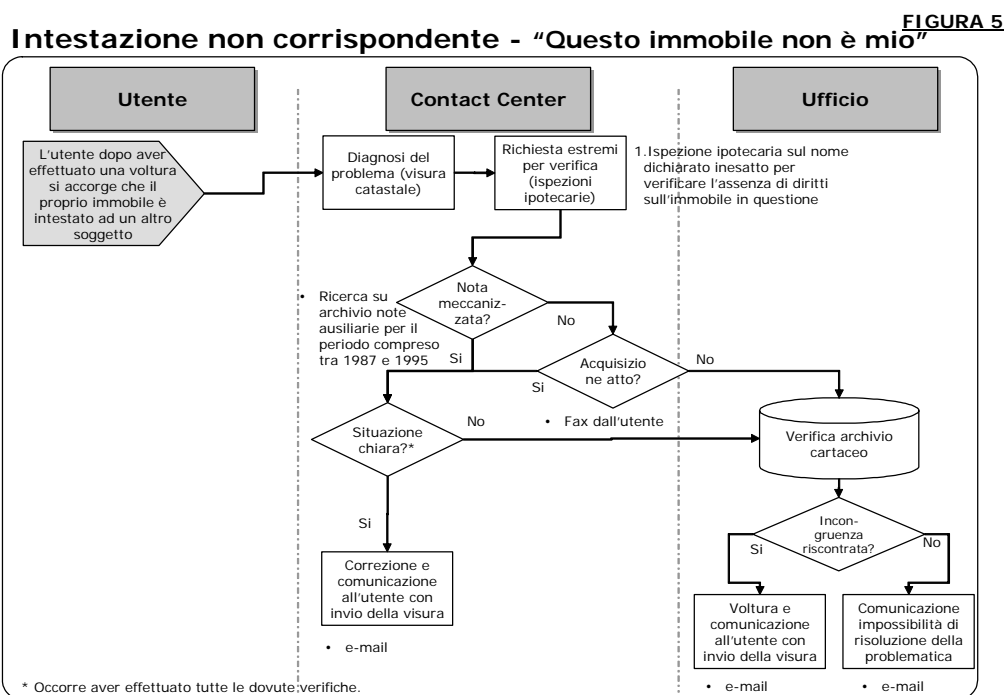 FIGURA 5
Intestazione non corrispondente - “Questo immobile non è mio”
Utente
Contact Center
Ufficio
L'utente dopo aver
effettuato una voltura
si accorge che il
proprio immobile è
intestato ad un altro
soggetto
Diagnosi del
problema (visura
catastale)
Richiesta estremi
per verifica
(ispezioni
ipotecarie)
1.Ispezione ipotecaria sul nome
dichiarato inesatto per
verificare l'assenza di diritti
sull'immobile in questione
Nota
meccaniz-
zata?
• Ricerca su
archivio note
ausiliarie per il
periodo compreso
tra 1987 e 1995
Si
No
Acquisizio
ne atto?
Si
No
• Fax dall'utente
Situazione
chiara?*
No
Verifica archivio
cartaceo
Si
Incon-
gruenza
riscontrata?
Si
No
Correzione e
comunicazione
all'utente con
invio della visura
• e-mail
Voltura e
comunicazione
all'utente con
invio della visura
• e-mail
Comunicazione
impossibilità di
risoluzione della
problematica
• e-mail
* Occorre aver effettuato tutte le dovute verifiche.